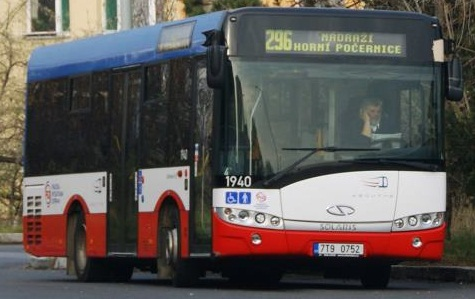 296
NÁDRAŽÍ
HORNÍ POČERNICE
1940
SOLARIS
7T9 0752